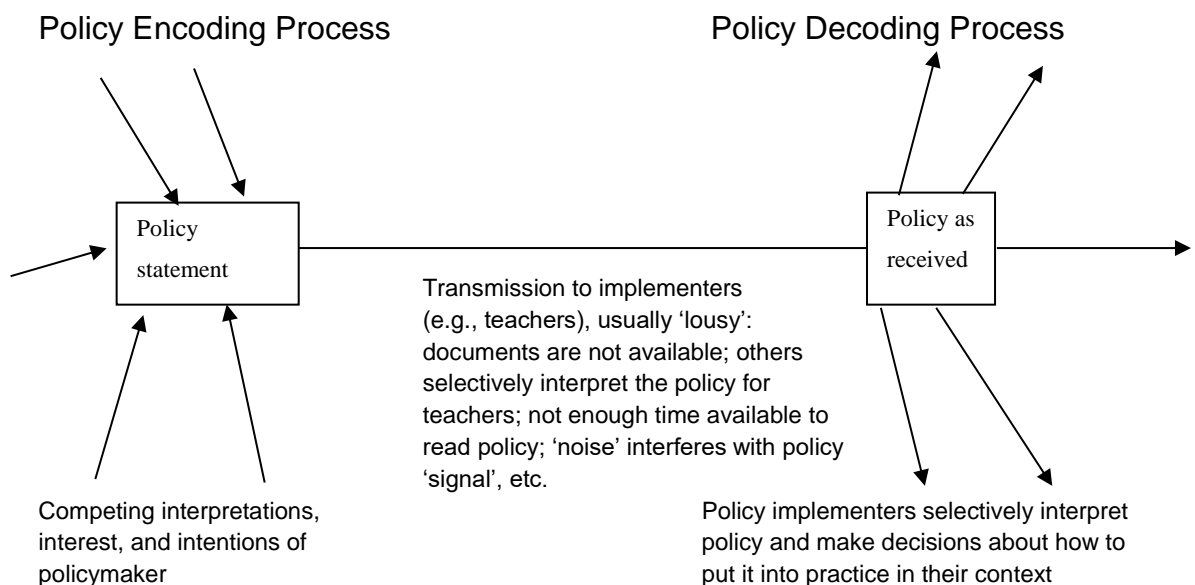 Policy Encoding Process
Policy Decoding Process
Policy
statement
Policy as
received
Transmission to implementers
(e.g., teachers), usually ‘lousy’:
documents are not available; others
selectively interpret the policy for
teachers; not enough time available to
read policy; ‘noise’ interferes with policy
‘signal’, etc.
Competing interpretations,
interest, and intentions of
policymaker
Policy implementers selectively interpret
policy and make decisions about how to
put it into practice in their context